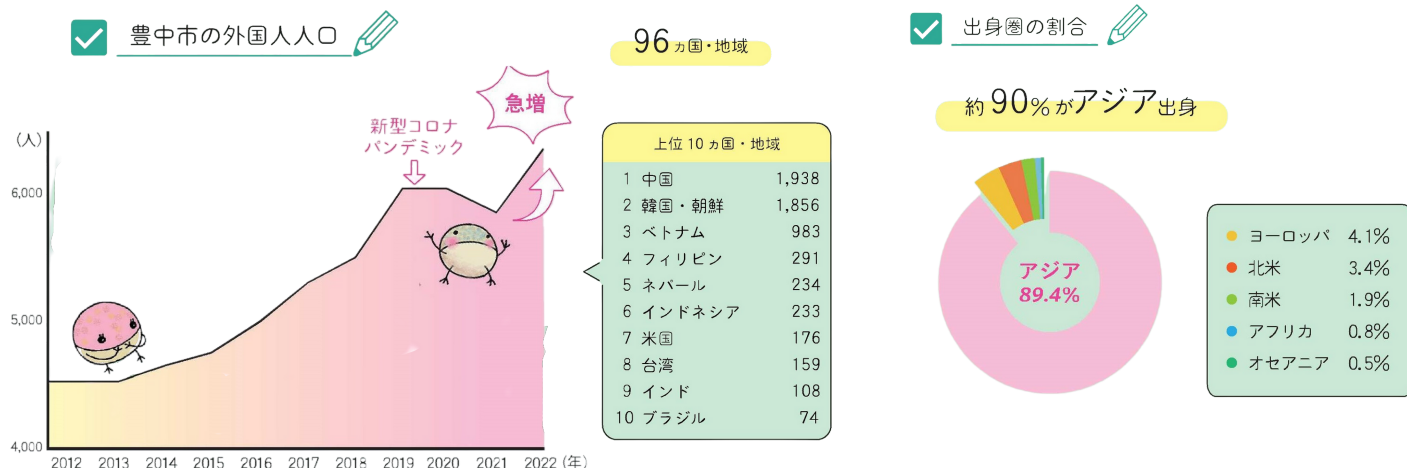 豊中市の外国人人口
(人)
6,000
5,000
4,000
2012 2013 2014 2015 2016 2017 2018 2019 2020 2021 2022 (年)
新型コロナ
パンデミック
急増
96ヵ国・地域
上位10ヵ国・地域
1 中国 1,938
2 韓国・朝鮮 1,856
3 ベトナム 983
4 フィリピン 291
5 ネパール 234
6 インドネシア 233
7 米国 176
8 台湾 159
9 インド 108
10 ブラジル 74
出身圏の割合
約90%がアジア出身
アジア
89.4%
ヨーロッパ 4.1%
北米 3.4%
南米 1.9%
アフリカ 0.8%
オセアニア 0.5%